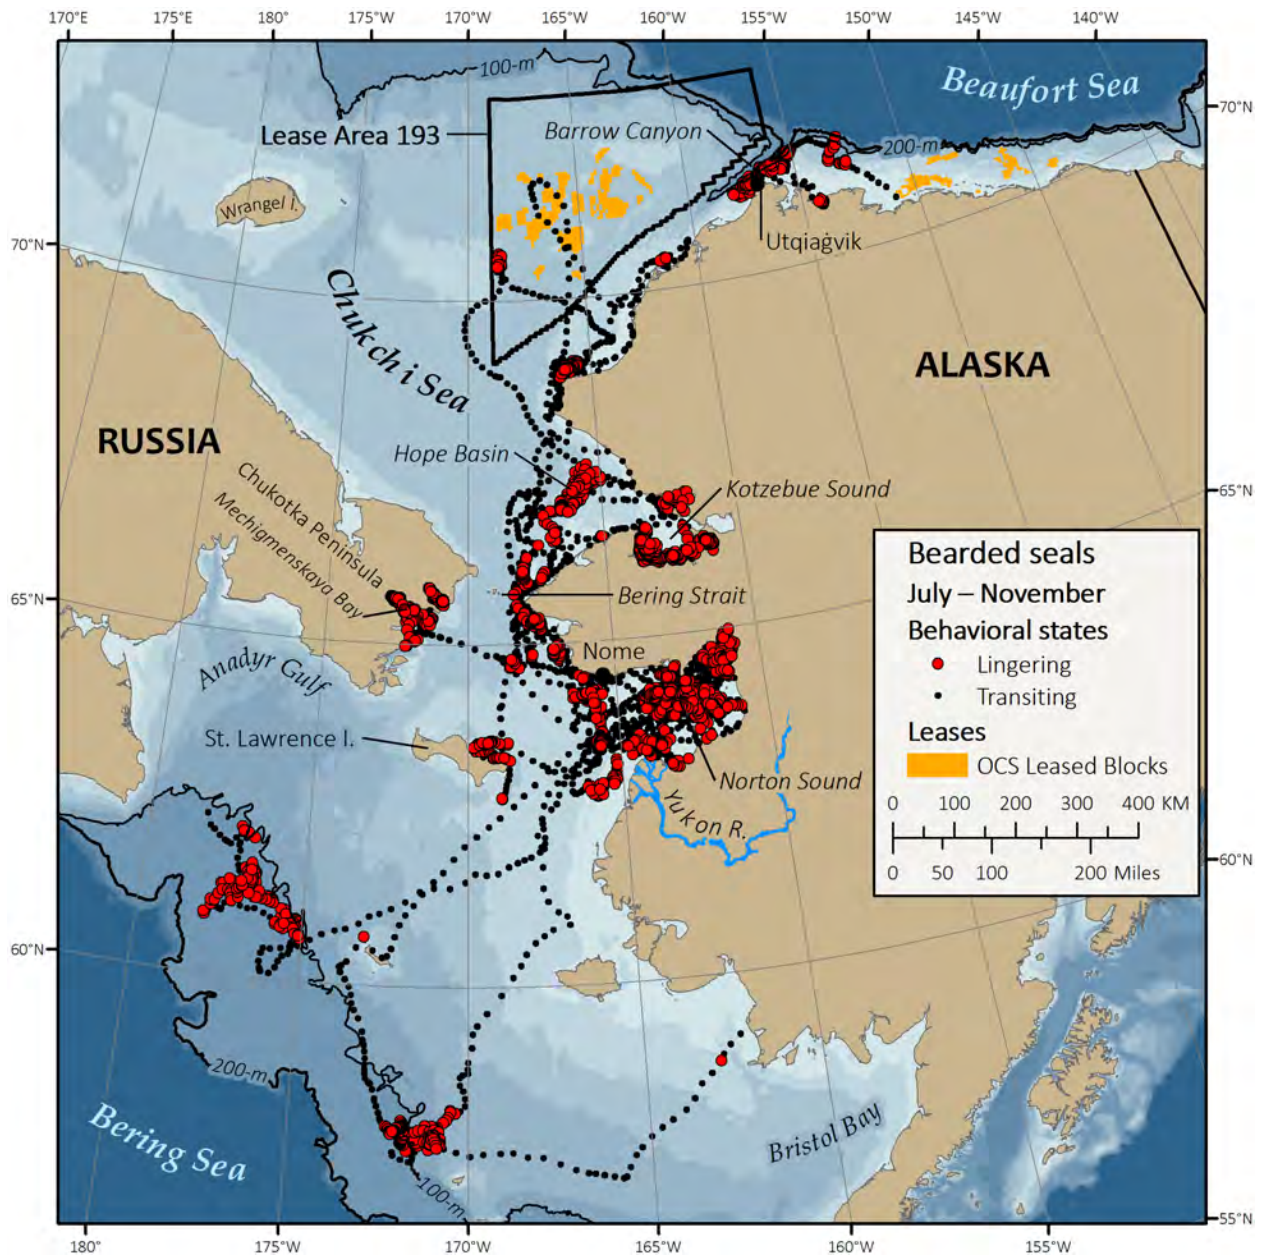 170°E 175°E 180° 175°W 170°W 165°W 160°W 155°W 150°W 145°W 140°W
100-m
Beaufort Sea
70°N
Lease Area 193
Barrow Canyon
200-m
Wrangel I.
Utqiaġvik
70°N
Chukchi Sea
ALASKA
RUSSIA
Hope Basin
Chukotka Peninsula
Kotzebue Sound
65°N
Mechigmenskaya Bay
65°N
Bering Strait
Nome
Anadyr Gulf
St. Lawrence I.
Norton Sound
Yukon R.
Bearded seals
July – November
Behavioral states
Lingering
Transiting
Leases
OCS Leased Blocks
0 100 200 300 400 KM
0 50 100 200 Miles
60°N
60°N
200-m
Bering Sea
Bristol Bay
100-m
55°N
180° 175°W 170°W 165°W 160°W 155°W